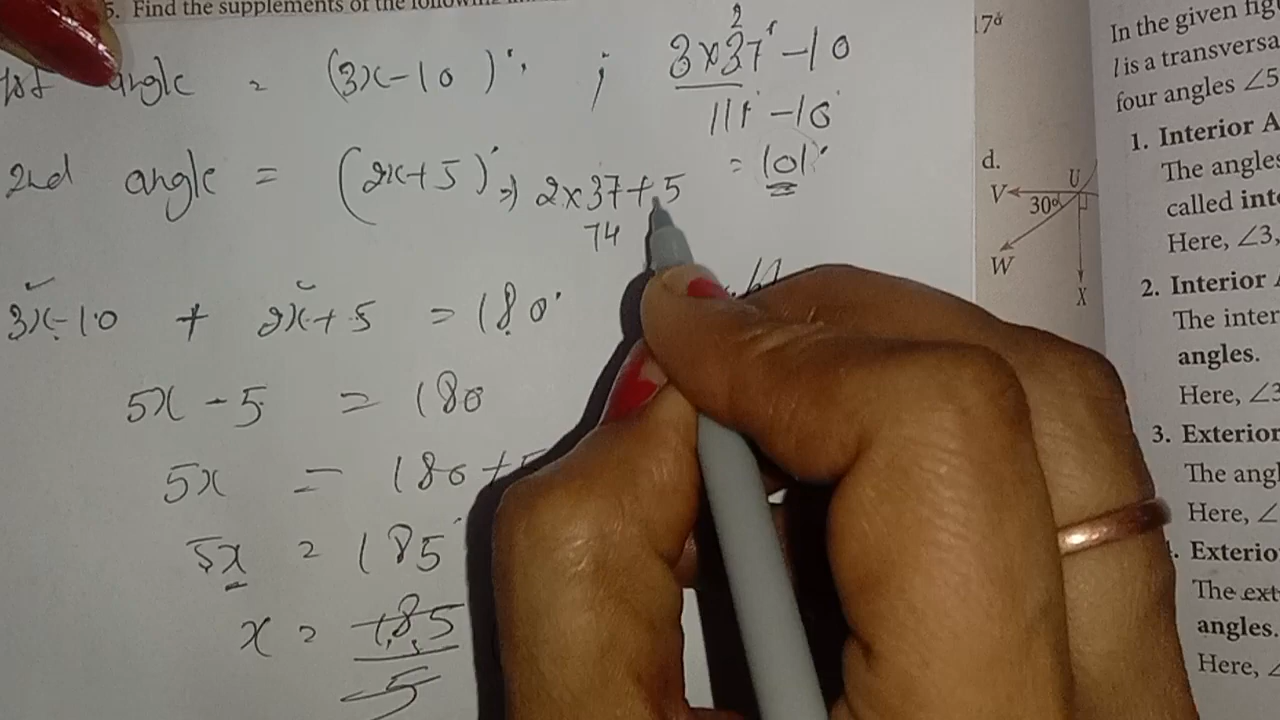 5. Find the supplements of the
angle = (3x-10)° ; 3x37°-10
2
111° -10°
= 101°
2nd angle = (2x+5)° => 2x37+5
74
3x-10 + 2x+5 = 180°
5x - 5 = 180
5x = 180+5
5x = 185
x = 185
5
17°
d.
U
V
30°
W
X
In the given
l is a transversa
four angles ∠5
1. Interior A
The angles
called int
Here, ∠3,
2. Interior
The inter
angles.
Here, ∠3
3. Exterior
The angl
Here, ∠
Exterio
The ext
angles.
Here, ∠